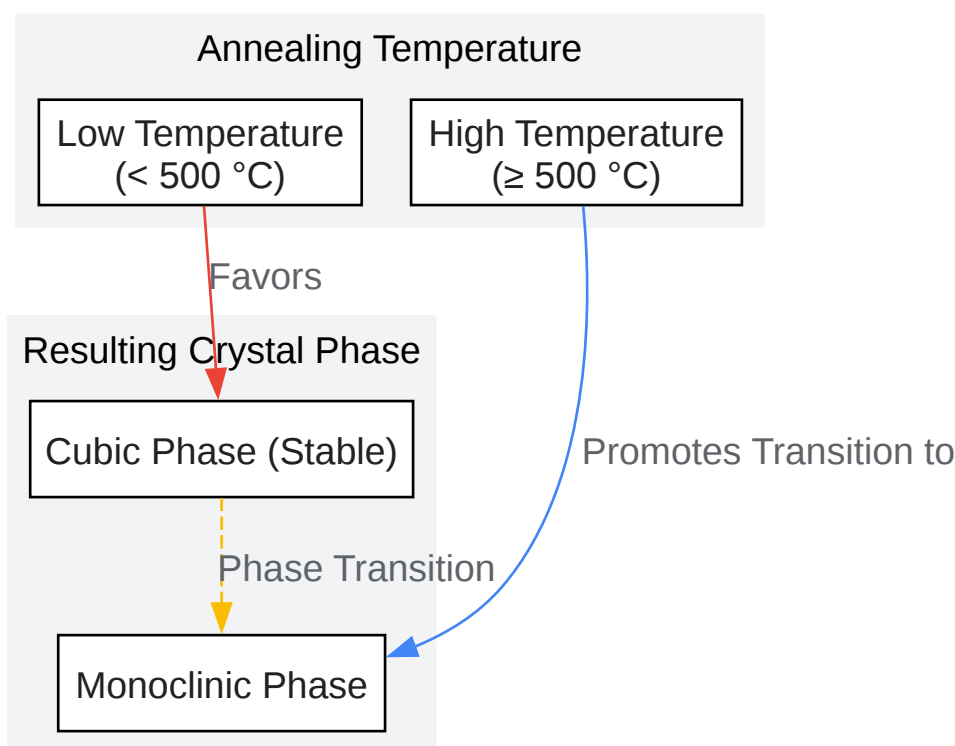 Annealing Temperature
Low Temperature
(< 500 °C)
High Temperature
(≥ 500 °C)
Favors
Resulting Crystal Phase
Cubic Phase (Stable)
Promotes Transition to
Phase Transition
Monoclinic Phase